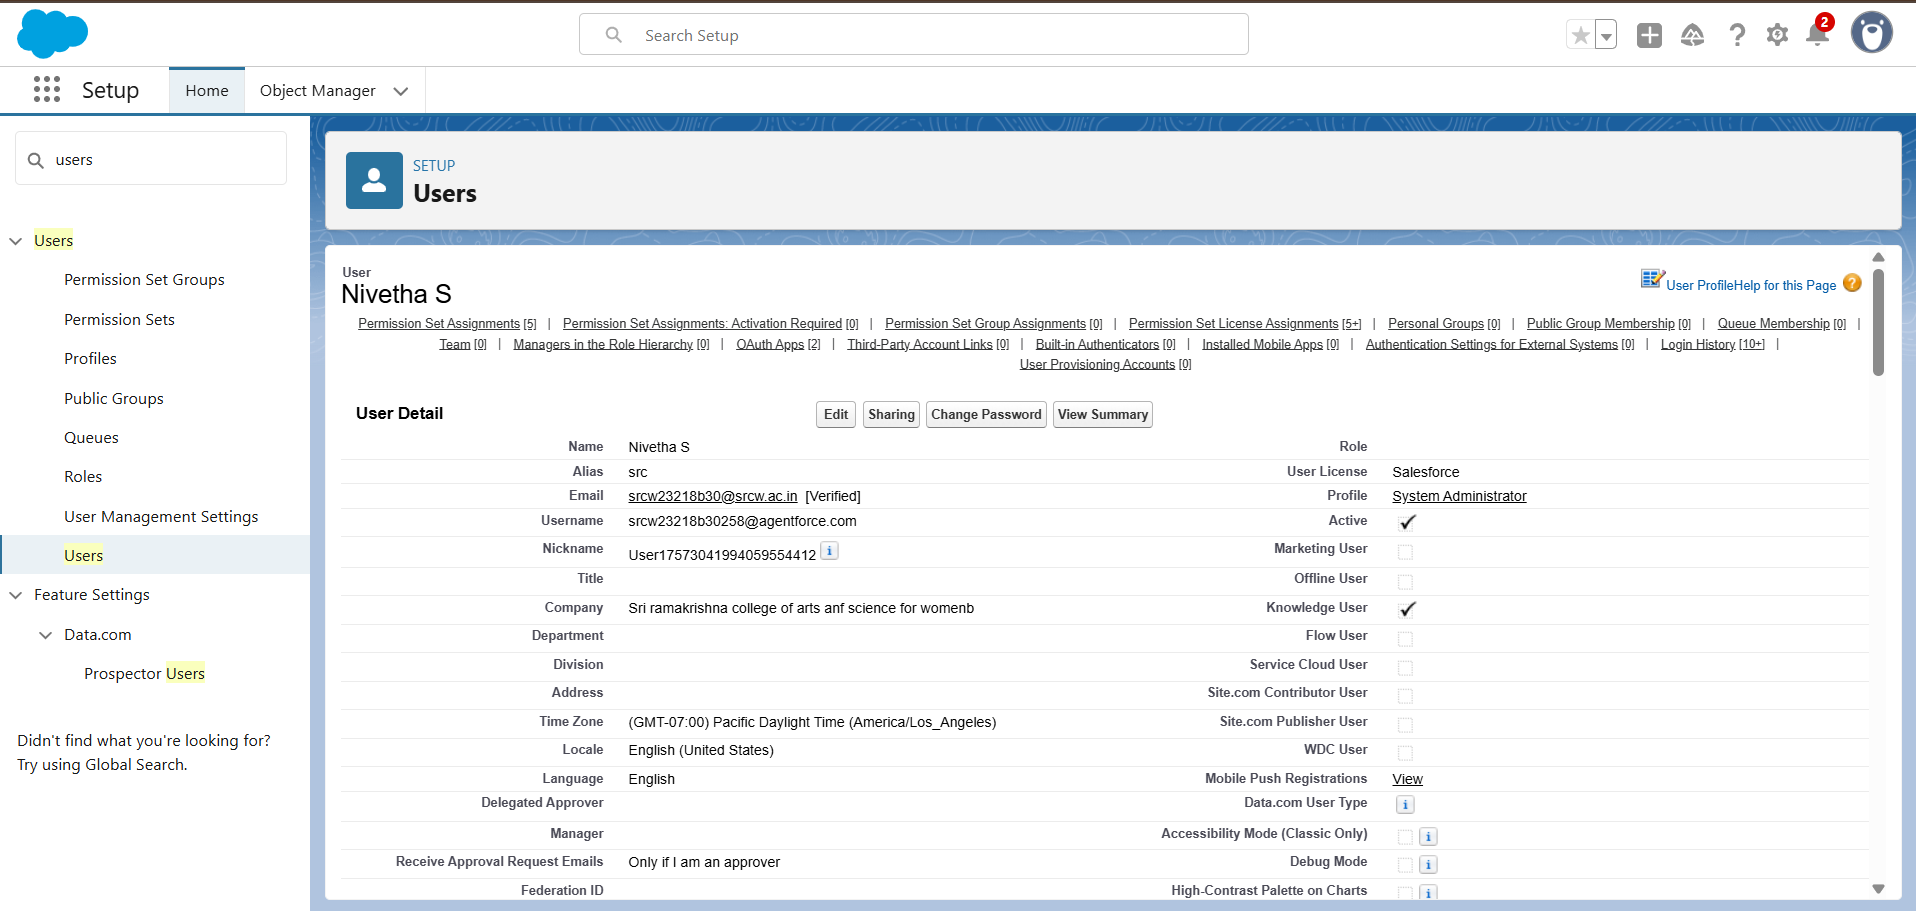 Search Setup
2
Setup
Home
Object Manager
users
Users
Permission Set Groups
Permission Sets
Profiles
Public Groups
Queues
Roles
User Management Settings
Users
Feature Settings
Data.com
Prospector Users
Didn't find what you're looking for?
Try using Global Search.
SETUP
Users
User
Nivetha S
User Profile Help for this Page ?
Permission Set Assignments [5] | Permission Set Assignments: Activation Required [0] | Permission Set Group Assignments [0] | Permission Set License Assignments [5+] | Personal Groups [0] | Public Group Membership [0] | Queue Membership [0] |
Team [0] | Managers in the Role Hierarchy [0] | OAuth Apps [2] | Third-Party Account Links [0] | Built-in Authenticators [0] | Installed Mobile Apps [0] | Authentication Settings for External Systems [0] | Login History [10+] |
User Provisioning Accounts [0]
User Detail
Edit Sharing Change Password View Summary
Name Nivetha S Role
Alias src User License Salesforce
Email srcw23218b30@srcw.ac.in [Verified] Profile System Administrator
Username srcw23218b30258@agentforce.com Active
Nickname User17573041994059554412 i Marketing User
Title Offline User
Company Sri ramakrishna college of arts anf science for womenb Knowledge User
Department Flow User
Division Service Cloud User
Address Site.com Contributor User
Time Zone (GMT-07:00) Pacific Daylight Time (America/Los_Angeles) Site.com Publisher User
Locale English (United States) WDC User
Language English Mobile Push Registrations View
Delegated Approver Data.com User Type i
Manager Accessibility Mode (Classic Only) i
Receive Approval Request Emails Only if I am an approver Debug Mode i
Federation ID High-Contrast Palette on Charts i